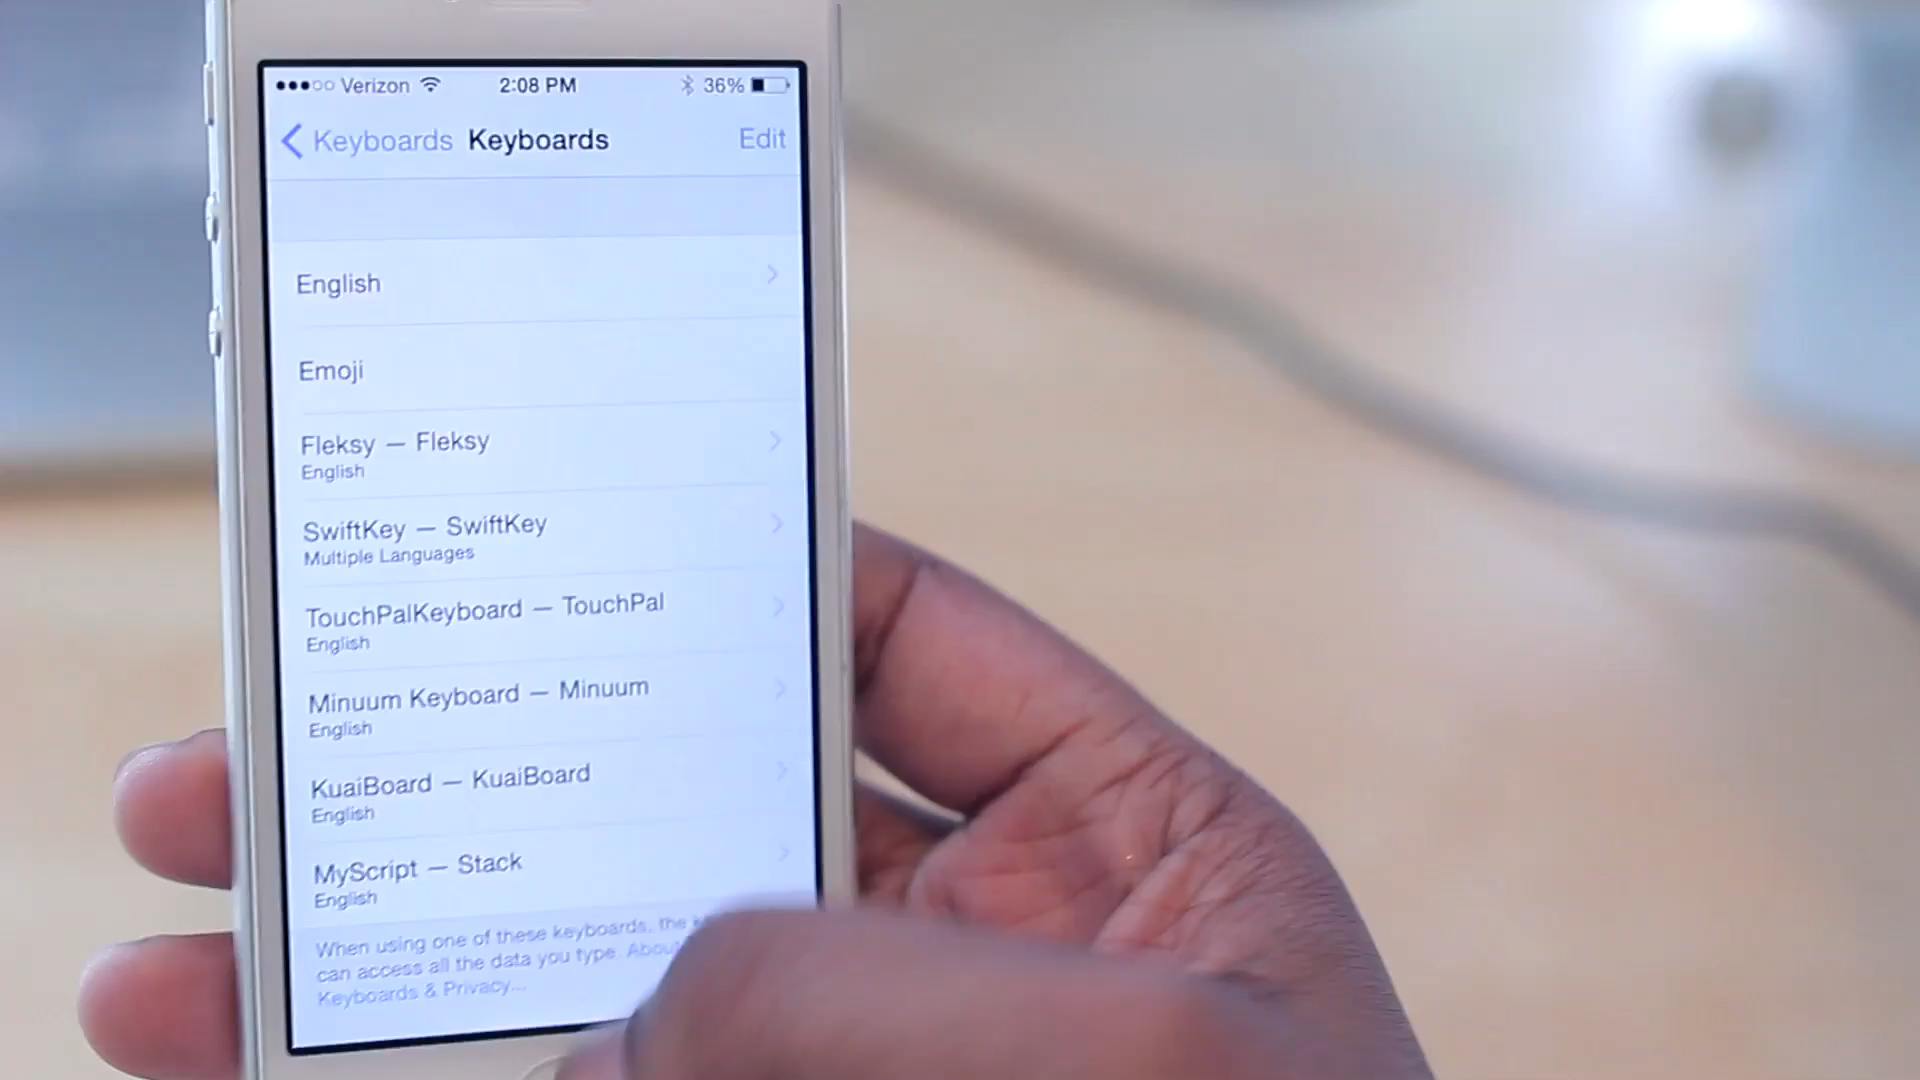 Verizon 2:08 PM 36%
Keyboards Keyboards Edit
English
Emoji
Fleksy — Fleksy
English
SwiftKey — SwiftKey
Multiple Languages
TouchPalKeyboard — TouchPal
English
Minuum Keyboard — Minuum
English
KuaiBoard — KuaiBoard
English
MyScript — Stack
English
When using one of these keyboards, the
can access all the data you type. About
Keyboards & Privacy...